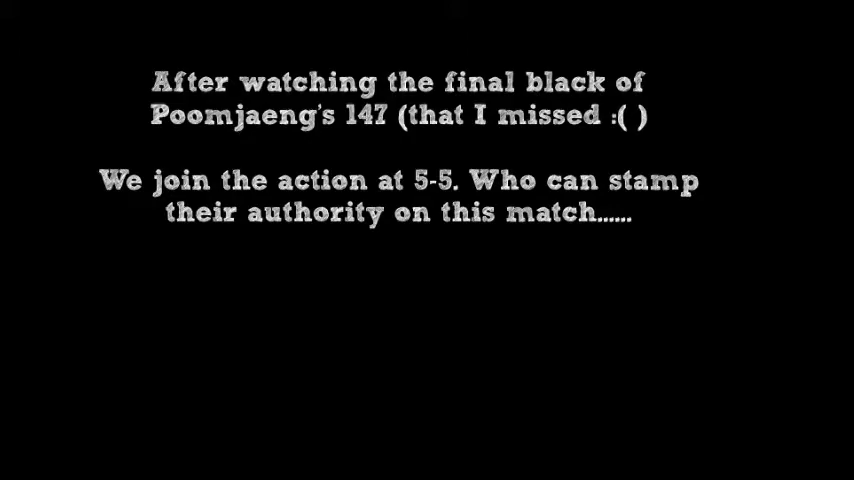 After watching the final black of
Poomjaeng's 147 (that I missed :( )
We join the action at 5-5. Who can stamp
their authority on this match......